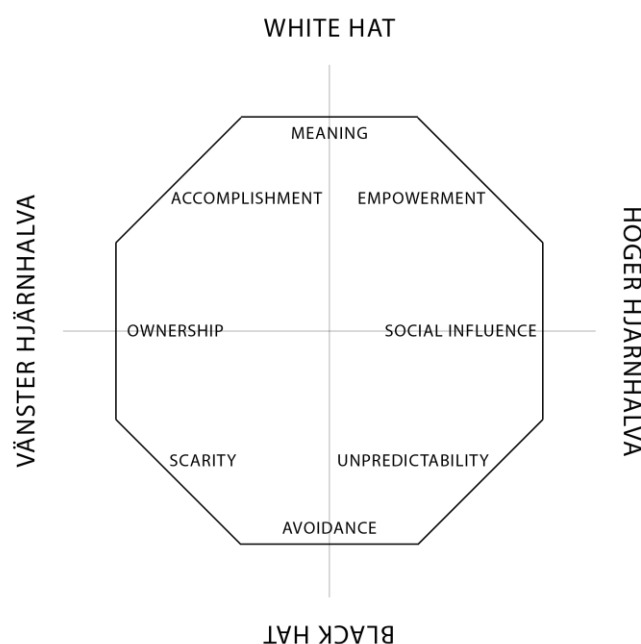 WHITE HAT
MEANING
ACCOMPLISHMENT
EMPOWERMENT
VÄNSTER HJÄRNHALVA
HÖGER HJÄRNHALVA
OWNERSHIP
SOCIAL INFLUENCE
SCARITY
UNPREDICTABILITY
AVOIDANCE
BLACK HAT